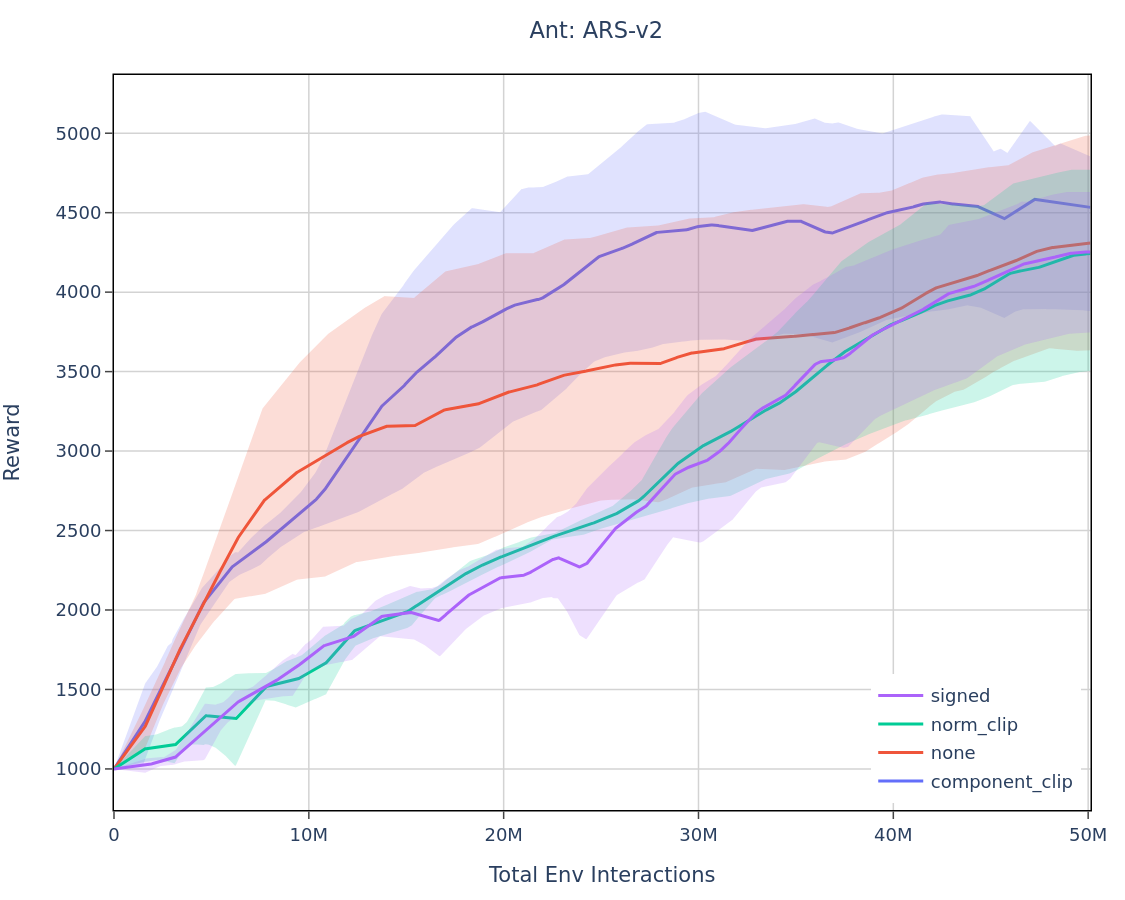 Ant: ARS-v2
Reward
5000
4500
4000
3500
3000
2500
2000
1500
1000
0
10M
20M
30M
40M
50M
Total Env Interactions
signed
norm_clip
none
component_clip